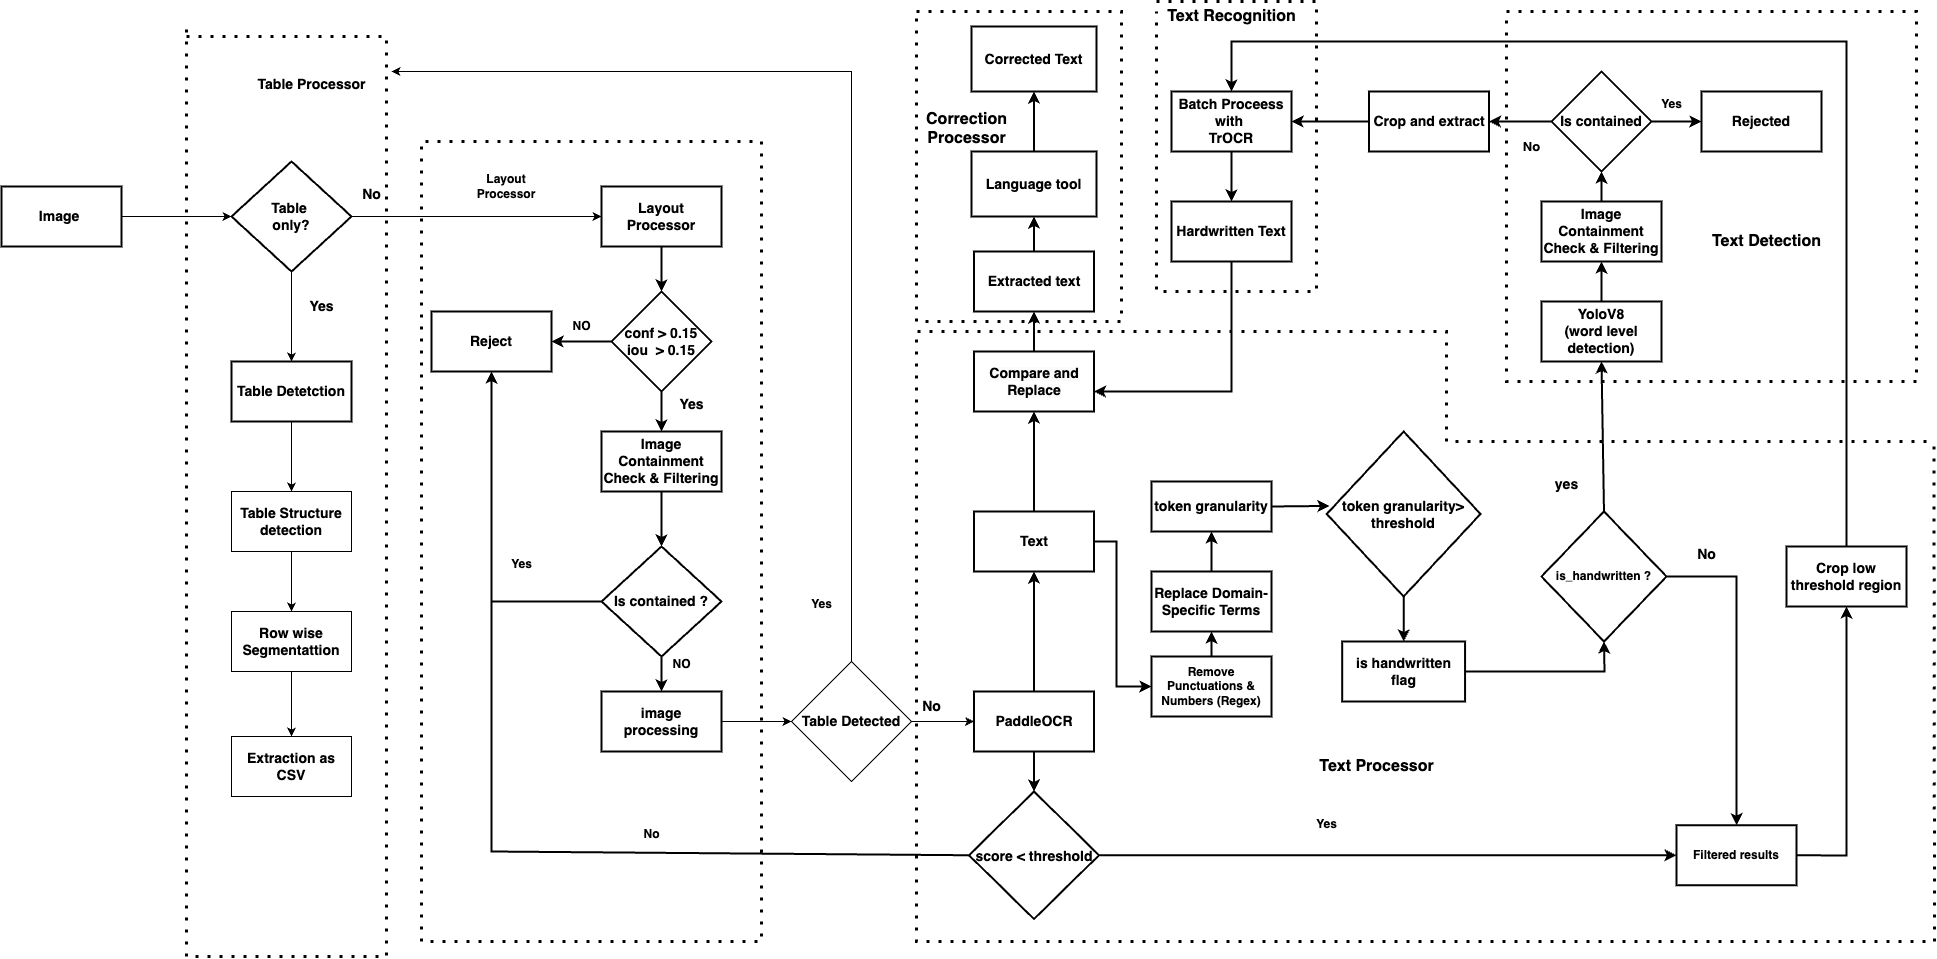 Table Processor
Image
Table
only?
No
Yes
Table Detetction
Table Structure
detection
Row wise
Segmentattion
Extraction as
CSV
Layout
Processor
Layout
Processor
conf > 0.15
iou  > 0.15
NO
Reject
Yes
Image
Containment
Check & Filtering
Is contained ?
Yes
NO
image
processing
Table Detected
Yes
No
No
Corrected Text
Correction
Processor
Language tool
Extracted text
Compare and
Replace
Text
PaddleOCR
score < threshold
Yes
Text Recognition
Batch Proceess
with
TrOCR
Hardwritten Text
Crop and extract
Is contained
No
Yes
Rejected
Image
Containment
Check & Filtering
Text Detection
YoloV8
(word level
detection)
token granularity
Replace Domain-
Specific Terms
Remove
Punctuations &
Numbers (Regex)
token granularity>
threshold
is handwritten
flag
yes
is_handwritten ?
No
Crop low
threshold region
Text Processor
Filtered results